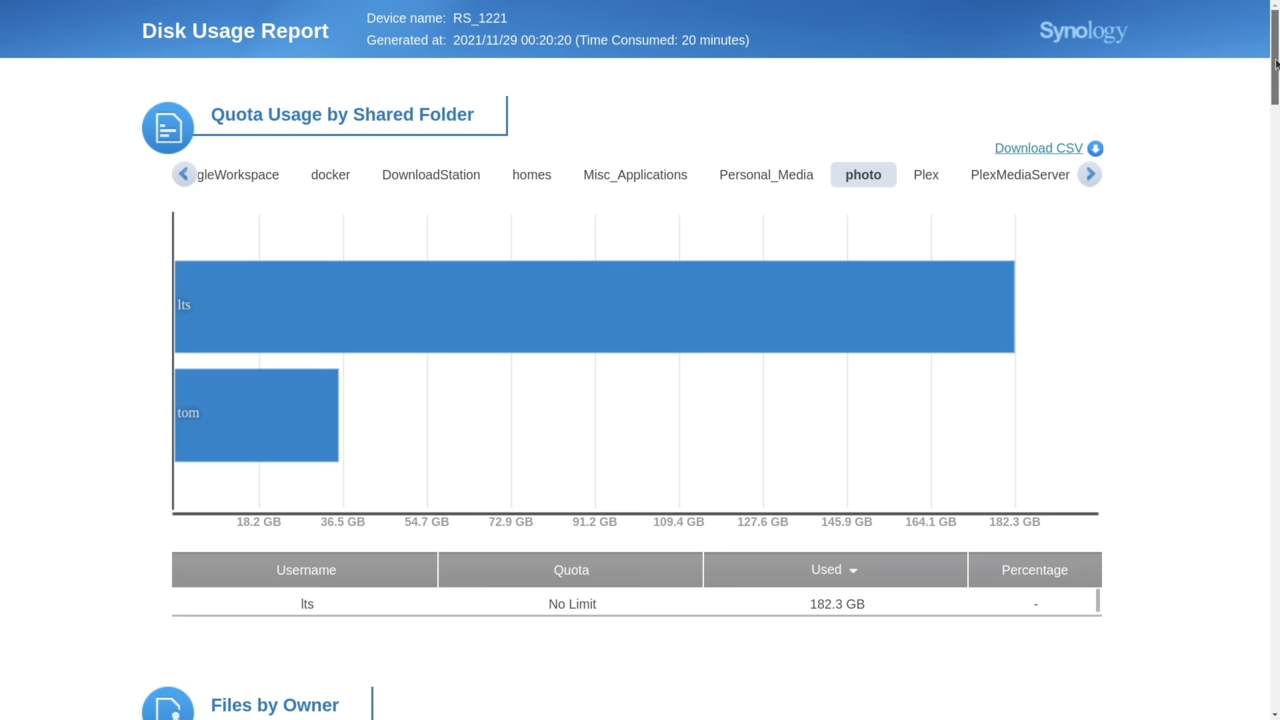 Disk Usage Report
Device name: RS_1221
Generated at: 2021/11/29 00:20:20 (Time Consumed: 20 minutes)
Synology
Quota Usage by Shared Folder
Download CSV
gleWorkspace docker DownloadStation homes Misc_Applications Personal_Media photo Plex PlexMediaServer
lts
tom
18.2 GB 36.5 GB 54.7 GB 72.9 GB 91.2 GB 109.4 GB 127.6 GB 145.9 GB 164.1 GB 182.3 GB
Username Quota Used Percentage
lts No Limit 182.3 GB -
Files by Owner